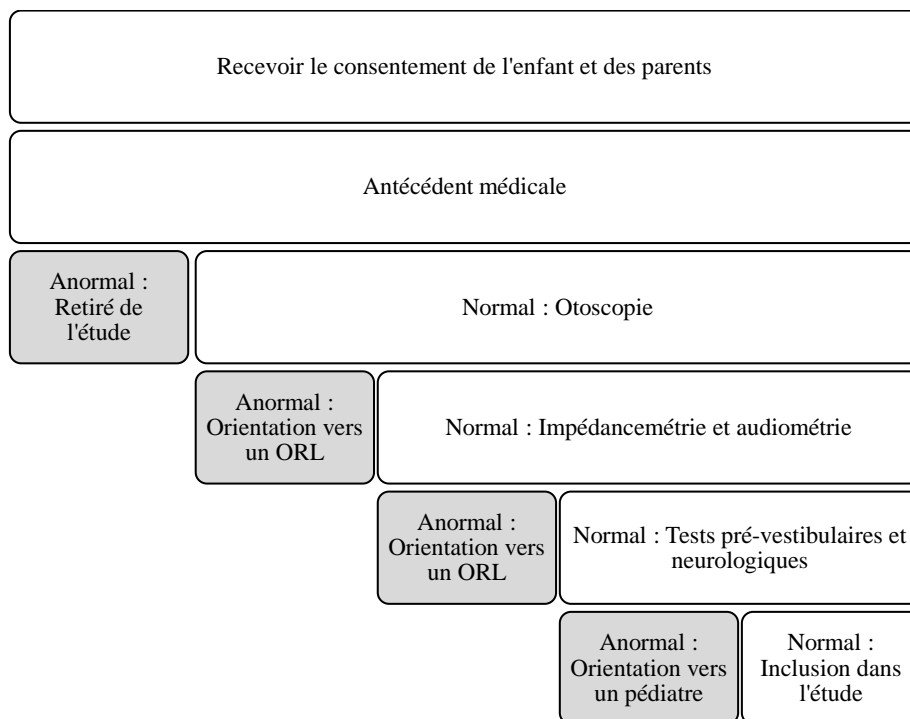 Recevoir le consentement de l'enfant et des parents
Antécédent médicale
Anormal :
Retiré de
l'étude
Normal : Otoscopie
Anormal :
Orientation vers
un ORL
Normal : Impédancemétrie et audiométrie
Anormal :
Orientation vers
un ORL
Normal : Tests pré-vestibulaires et
neurologiques
Anormal :
Orientation vers
un pédiatre
Normal :
Inclusion dans
l'étude